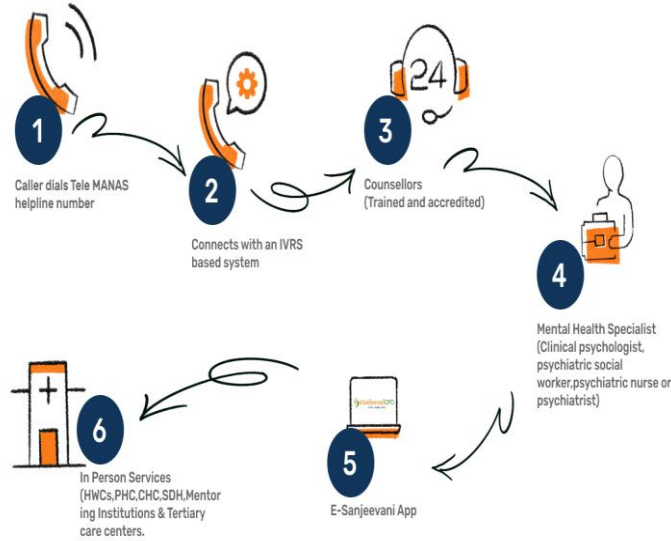 1
Caller dials Tele MANAS
helpline number
2
Connects with an IVRS
based system
24
3
Counsellors
(Trained and accredited)
4
Mental Health Specialist
(Clinical psychologist,
psychiatric social
worker,psychiatric nurse or
psychiatrist)
5
E-Sanjeevani App
6
In Person Services
(HWCs,PHC,CHC,SDH,Mentor
ing Institutions & Tertiary
care centers.